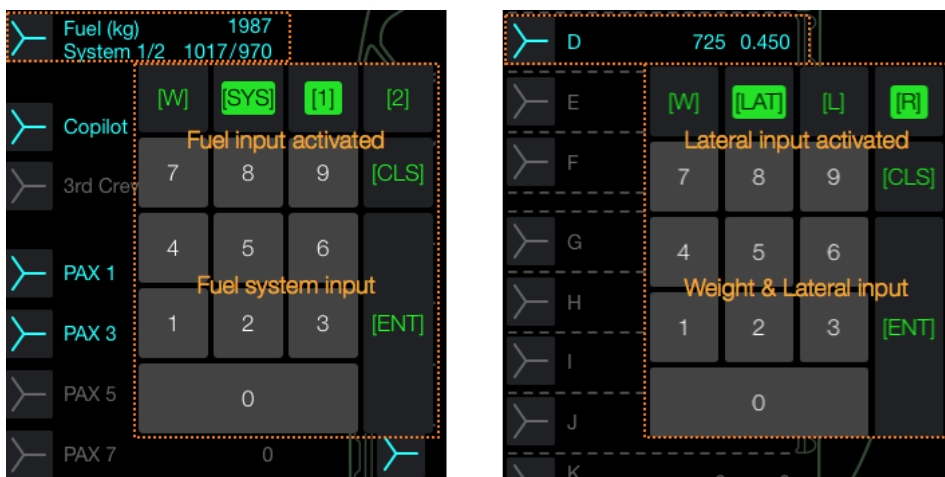 Fuel (kg) 1987
System 1/2 1017/970
[W] [SYS] [1] [2]
Copilot
Fuel input activated
7 8 9 [CLS]
3rd Crew
4 5 6
PAX 1
Fuel system input
PAX 3
1 2 3 [ENT]
PAX 5
0
PAX 7 0
D 725 0.450
E
[W] [LAT] [L] [R]
Lateral input activated
F
7 8 9 [CLS]
G
4 5 6
Weight & Lateral input
H
1 2 3 [ENT]
I
0
J
K